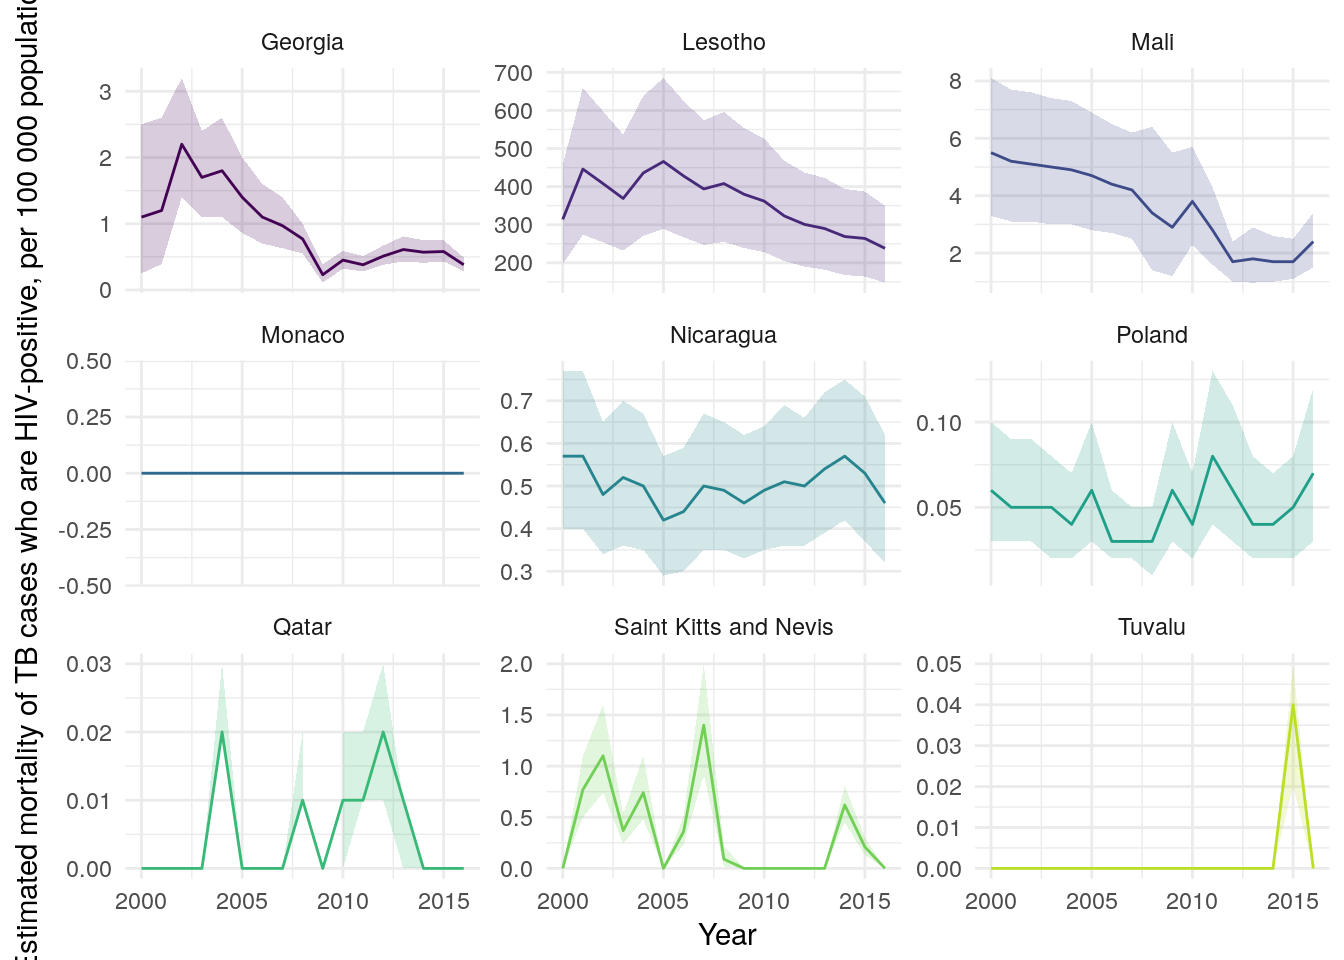 Estimated mortality of TB cases who are HIV-positive, per 100 000 population
Georgia
3
2
1
0
Lesotho
700
600
500
400
300
200
Mali
8
6
4
2
Monaco
0.50
0.25
0.00
-0.25
-0.50
Nicaragua
0.7
0.6
0.5
0.4
0.3
Poland
0.10
0.05
Qatar
0.03
0.02
0.01
0.00
2000 2005 2010 2015
Saint Kitts and Nevis
2.0
1.5
1.0
0.5
0.0
2000 2005 2010 2015
Tuvalu
0.05
0.04
0.03
0.02
0.01
0.00
2000 2005 2010 2015
Year